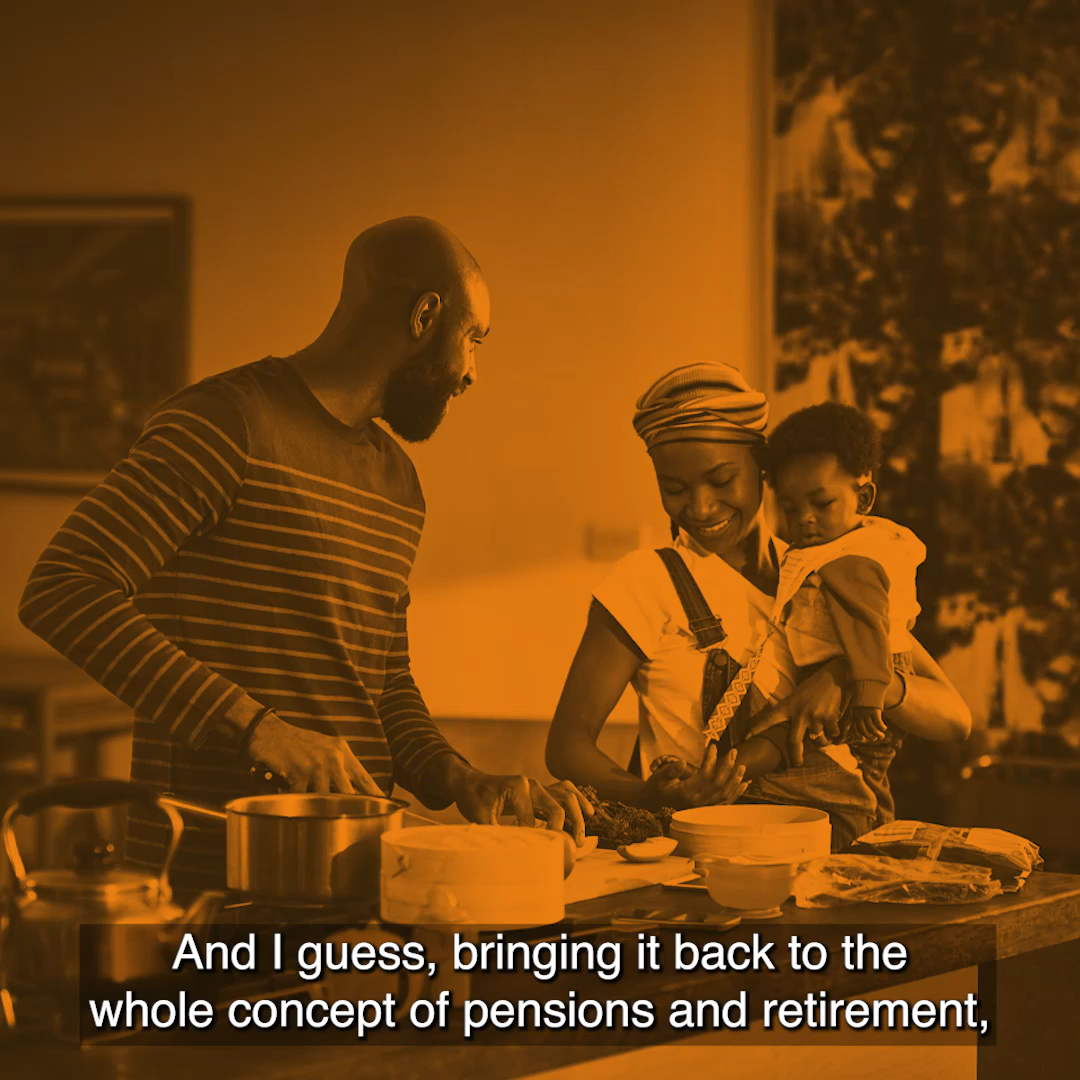 And I guess, bringing it back to the
whole concept of pensions and retirement,